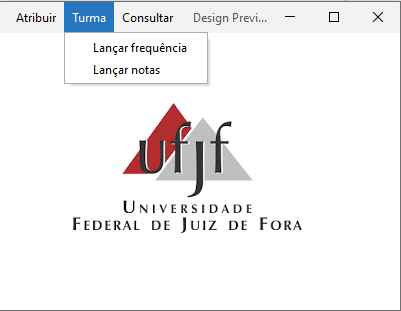 Atribuir Turma Consultar Design Previ...
Lançar frequência
Lançar notas
ufjf
UNIVERSIDADE
FEDERAL DE JUIZ DE FORA